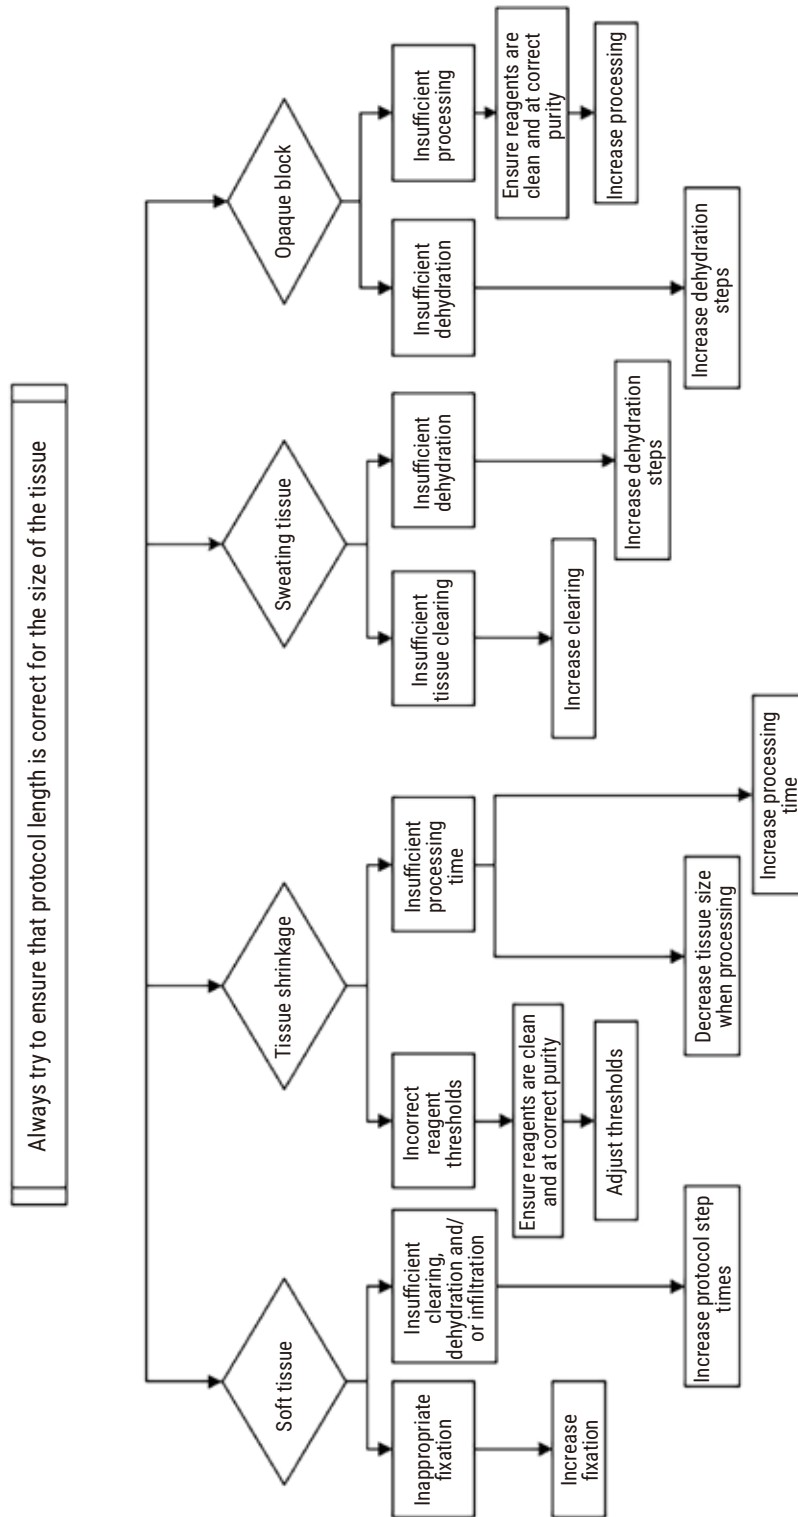 Always try to ensure that protocol length is correct for the size of the tissue
Soft tissue
Inappropriate
fixation
Increase
fixation
Insufficient
clearing,
dehydration and/
or infiltration
Increase protocol step
times
Tissue shrinkage
Incorrect
reagent
thresholds
Ensure reagents are clean
and at correct purity
Adjust thresholds
Insufficient
processing
time
Decrease tissue size
when processing
Increase processing
time
Sweating tissue
Insufficient
tissue clearing
Increase clearing
Insufficient
dehydration
Increase dehydration
steps
Opaque block
Insufficient
dehydration
Increase dehydration
steps
Insufficient
processing
Ensure reagents are
clean and at correct
purity
Increase processing